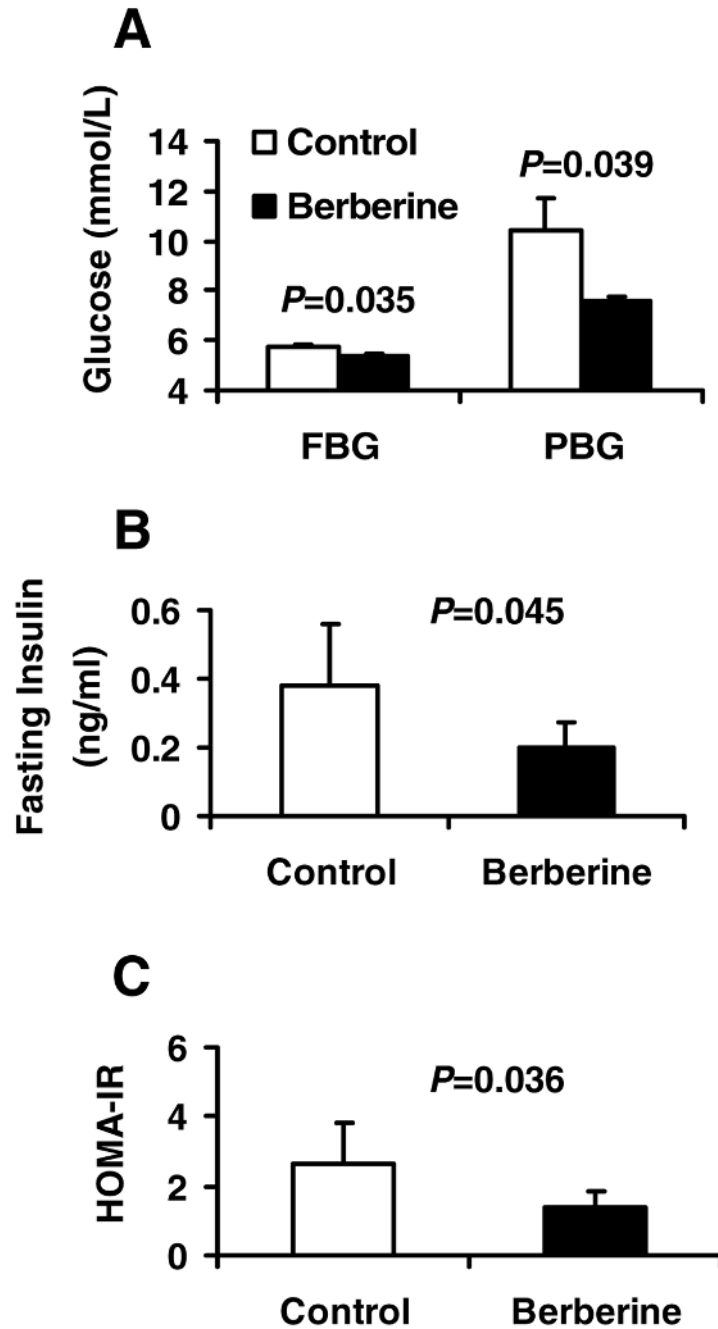 A
Glucose (mmol/L)
14
12
10
8
6
4
Control
Berberine
P=0.035
P=0.039
FBG
PBG
B
Fasting Insulin
(ng/ml)
0.6
0.4
0.2
0
P=0.045
Control
Berberine
C
HOMA-IR
6
4
2
0
P=0.036
Control
Berberine